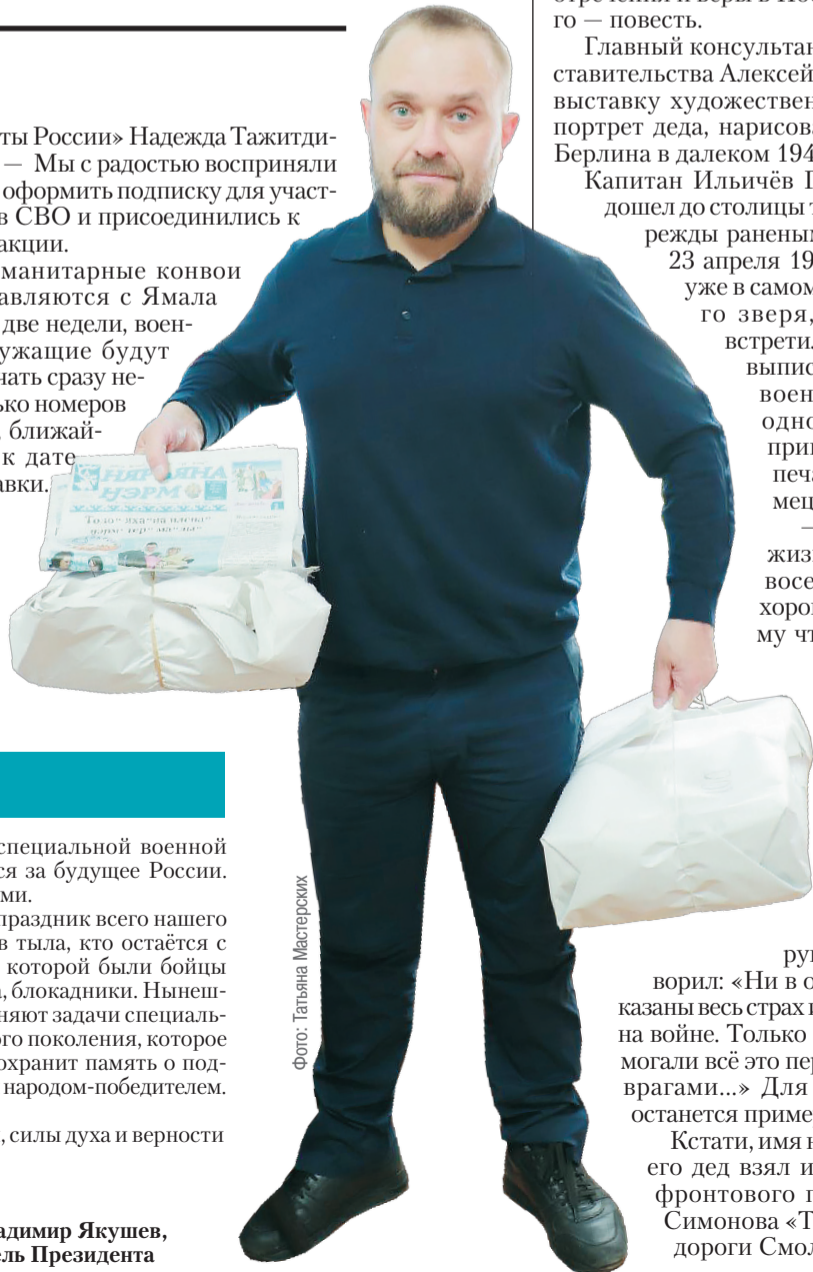 ты России» Надежда Тажитди-
— Мы с радостью восприняли
оформить подписку для участ-
в СВО и присоединились к
акции.
манитарные конвои
авляются с Ямала
две недели, воен-
ужащие будут
чать сразу не-
ько номеров
ближай-
к дате
авки.
НЯРЪЯНА
ӇЭРМ
специальной военной
ся за будущее России.
ми.
праздник всего нашего
в тыла, кто остаётся с
которой были бойцы
, блокадники. Нынеш-
няют задачи специаль-
ого поколения, которое
охранит память о под-
народом-победителем.
, силы духа и верности
адимир Якушев,
ель Президента
Фото: Татьяна Мастерских
го — повесть.
Главный консультан
ставительства Алексей
выставку художествен
портрет деда, нарисова
Берлина в далеком 194
Капитан Ильичёв Г
дошел до столицы т
режды раненым
23 апреля 19
уже в самом
го зверя,
встретил
выпис
воен
одно
при
печа
мец
—
жизн
восе
хоро
му чт
рун
ворил: «Ни в о
казаны весь страх и
на войне. Только
могали всё это пер
врагами...» Для
останется приме
Кстати, имя н
его дед взял и
фронтового п
Симонова «Т
дороги Смол